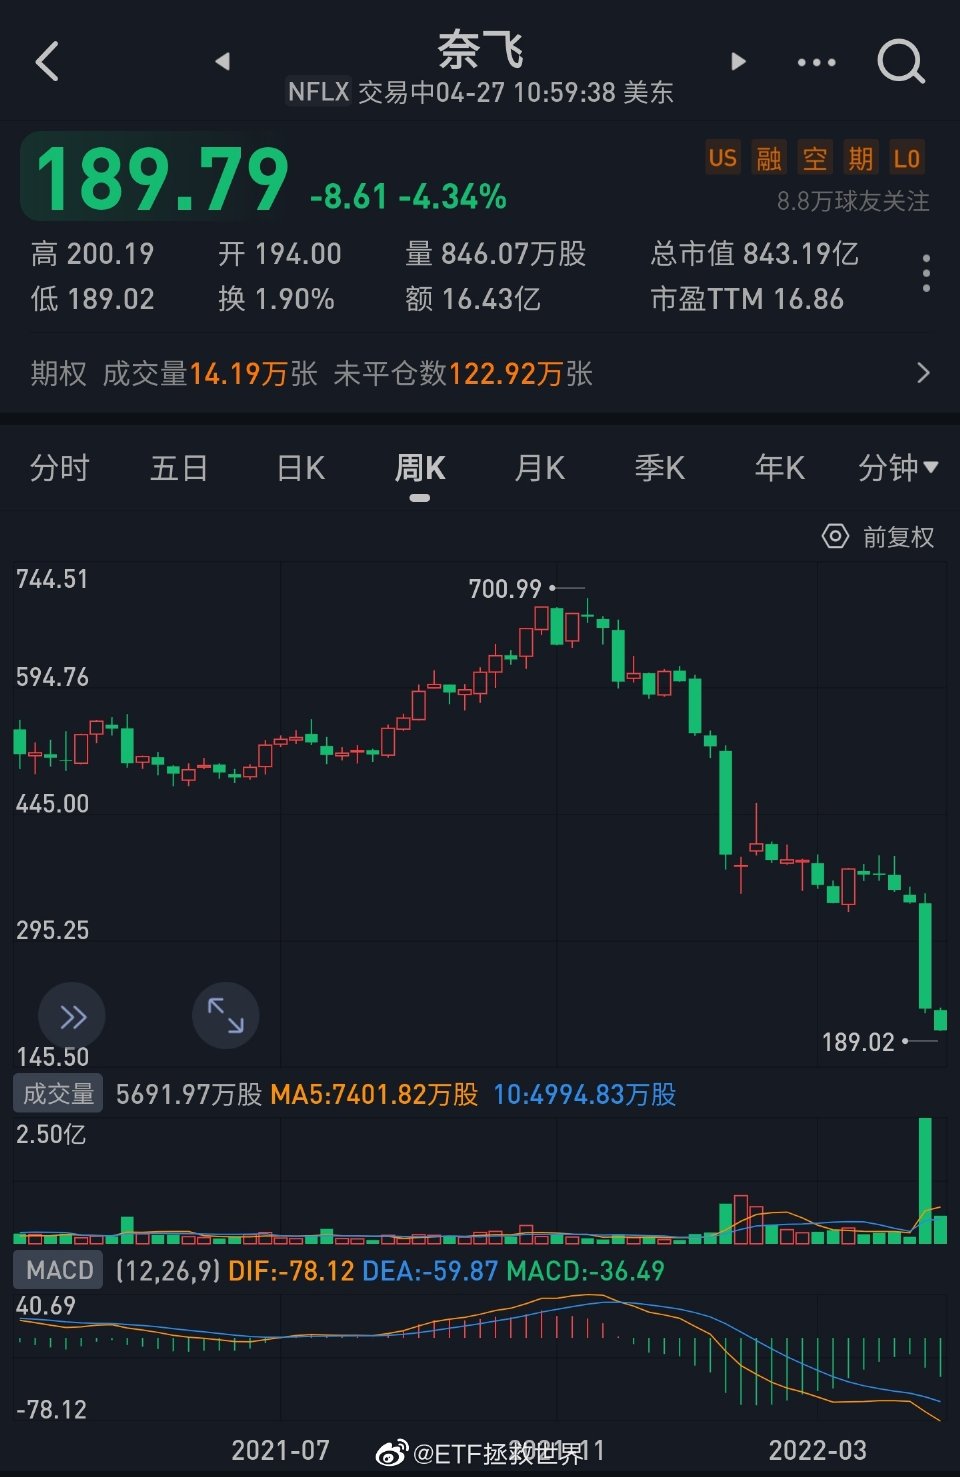 奈飞
NFLX 交易中04-27 10:59:38 美东
189.79 -8.61 -4.34%
US 融 空 期 L0
8.8万球友关注
高 200.19 开 194.00 量 846.07万股 总市值 843.19亿
低 189.02 换 1.90% 额 16.43亿 市盈TTM 16.86
期权 成交量14.19万张 未平仓数122.92万张
分时 五日 日K 周K 月K 季K 年K 分钟
前复权
744.51
700.99
594.76
445.00
295.25
189.02
145.50
成交量 5691.97万股 MA5:7401.82万股 10:4994.83万股
2.50亿
MACD (12,26,9) DIF:-78.12 DEA:-59.87 MACD:-36.49
40.69
-78.12
2021-07 2021-11 2022-03
@ETF拯救世界